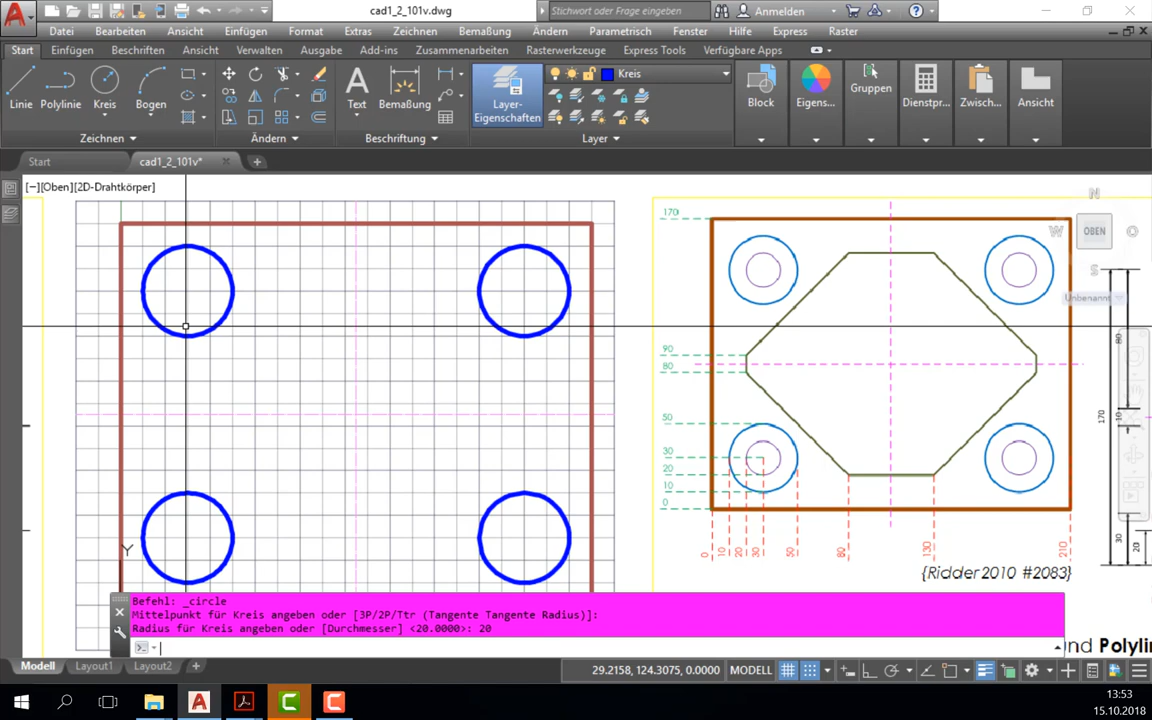 cad1_2_101v.dwg
Stichwort oder Frage eingeben
Anmelden
Datei Bearbeiten Ansicht Einfügen Format Extras Zeichnen Bemaßung Ändern Parametrisch Fenster Hilfe Express Raster
Start Einfügen Beschriften Ansicht Verwalten Ausgabe Add-ins Zusammenarbeiten Rasterwerkzeuge Express Tools Verfügbare Apps
Kreis
Linie Polylinie Kreis Bogen
Text Bemaßung
Layer-
Eigenschaften
Block Eigens... Gruppen Dienstpr... Zwisch... Ansicht
Zeichnen Ändern Beschriftung Layer
Start cad1_2_101v*
[−][Oben][2D-Drahtkörper]
N
W OBEN O
S
Unbenannt
170
90
80
50
30
20
10
0
0 10 20 30 50 80 130 210
80
170
10
30
20
Y
{Ridder2010 #2083}
Befehl: _circle
Mittelpunkt für Kreis angeben oder [3P/2P/Ttr (Tangente Tangente Radius)]:
Radius für Kreis angeben oder [Durchmesser] <20.0000>: 20
und Polylin
Modell Layout1 Layout2 +
29.2158, 124.3075, 0.0000 MODELL
13:53
15.10.2018